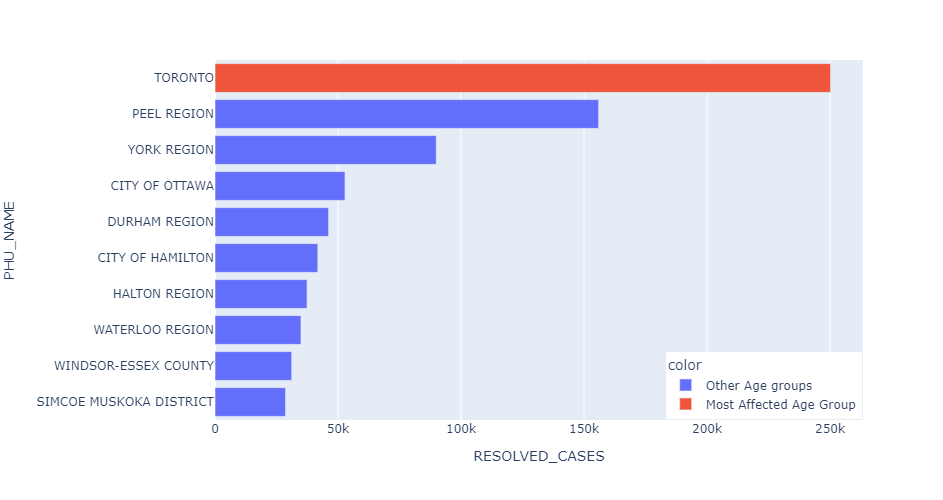 TORONTO
PEEL REGION
YORK REGION
CITY OF OTTAWA
DURHAM REGION
CITY OF HAMILTON
HALTON REGION
WATERLOO REGION
WINDSOR-ESSEX COUNTY
SIMCOE MUSKOKA DISTRICT
PHU_NAME
0 50k 100k 150k 200k 250k
RESOLVED_CASES
color
Other Age groups
Most Affected Age Group